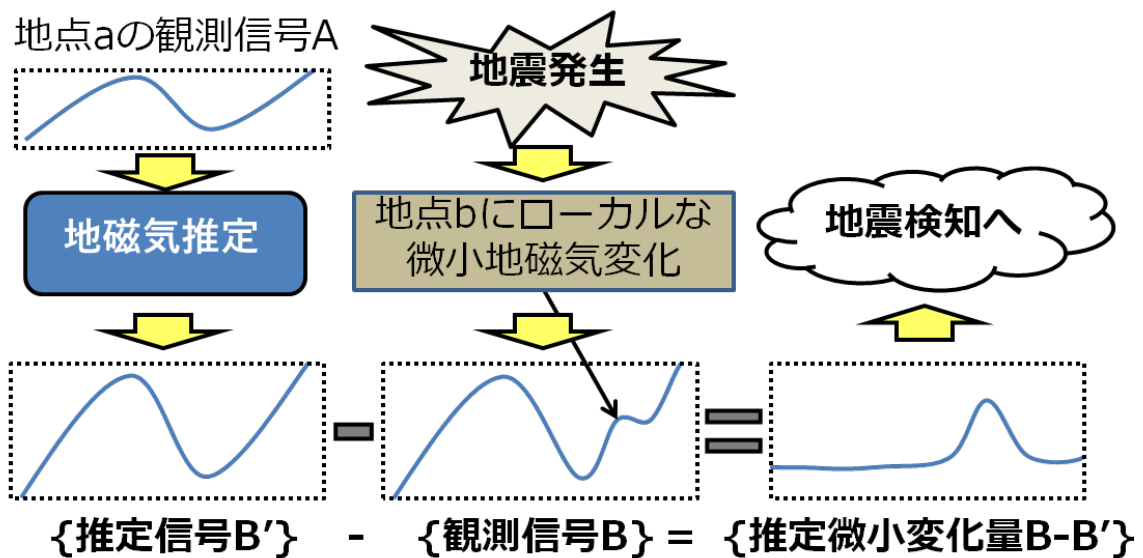 地点aの観測信号A
地震発生
地磁気推定
地点bにローカルな
微小地磁気変化
地震検知へ
{推定信号B′} - {観測信号B} = {推定微小変化量B-B′}